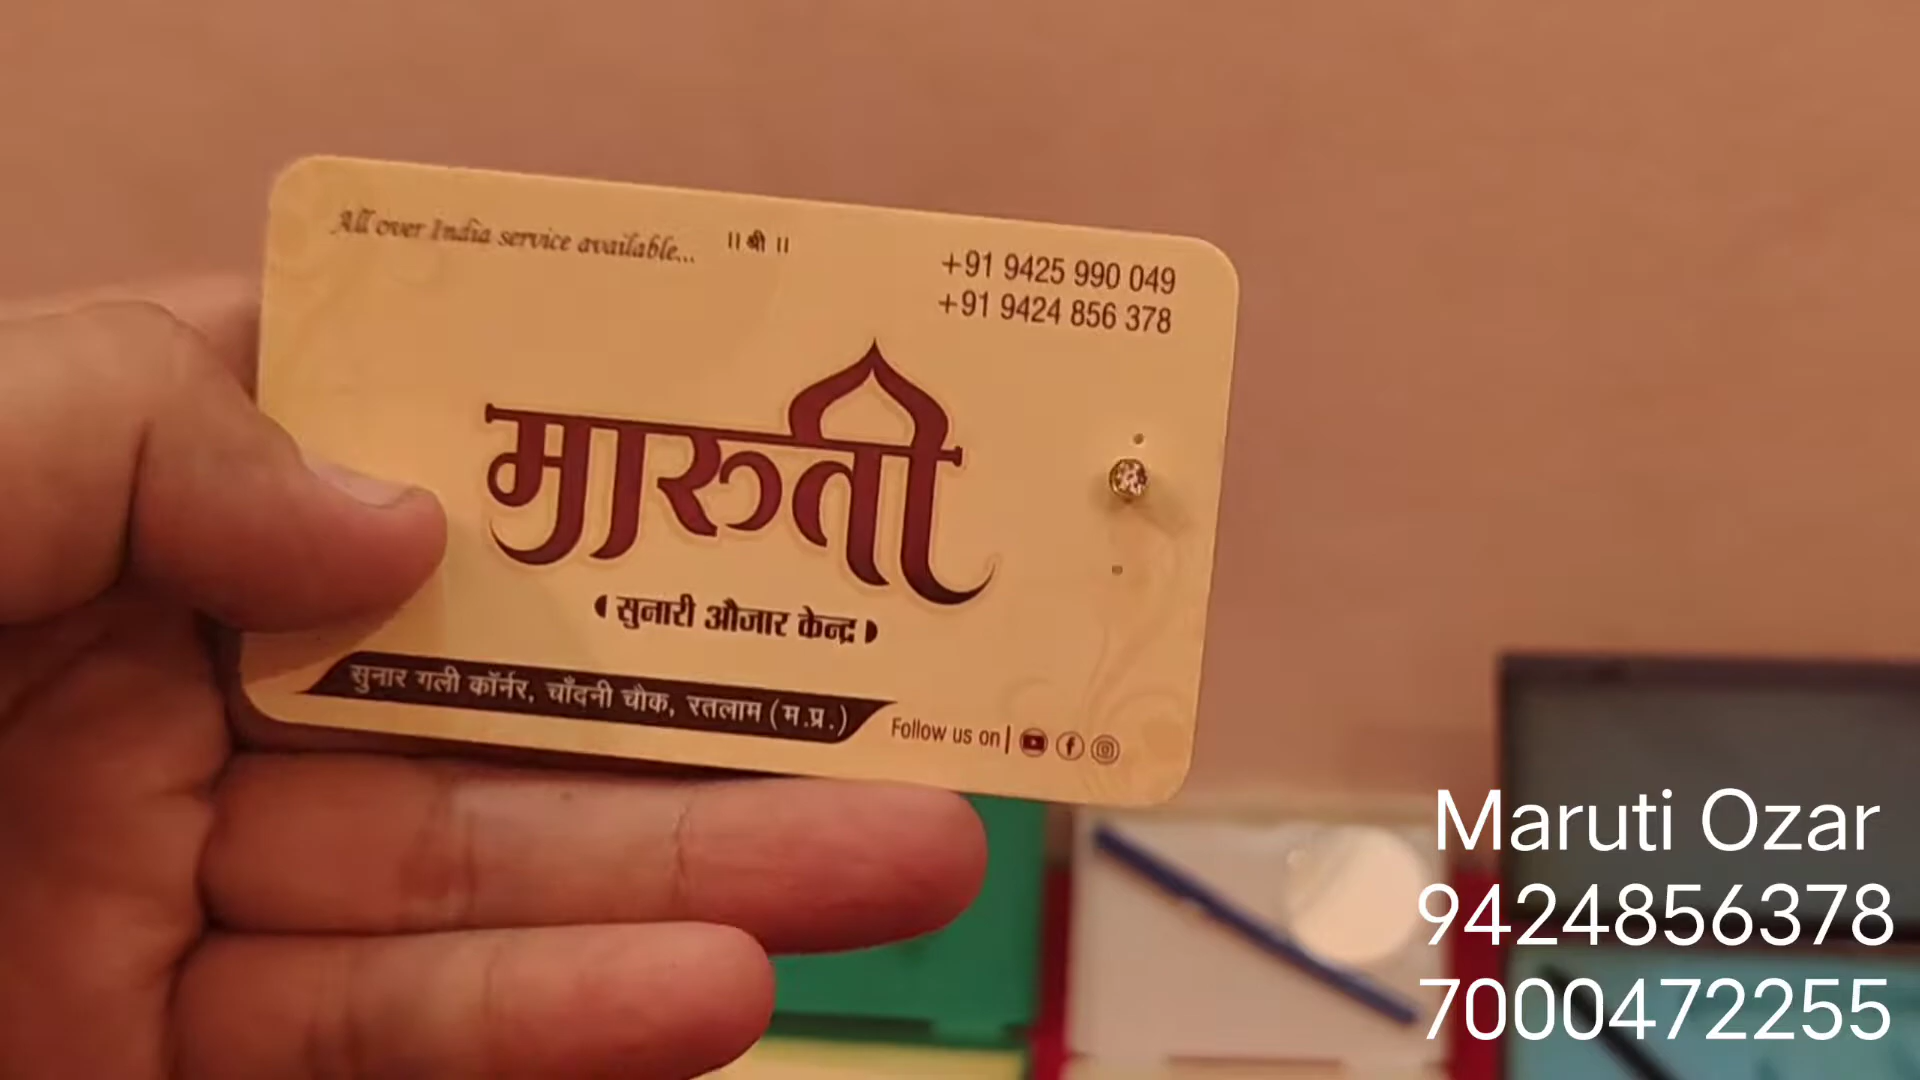 All over India service available...
॥ श्री ॥
+91 9425 990 049
+91 9424 856 378
मारुती
सुनारी औजार केन्द्र
सुनार गली कॉर्नर, चाँदनी चौक, रतलाम (म.प्र.)
Follow us on |
Maruti Ozar
9424856378
7000472255